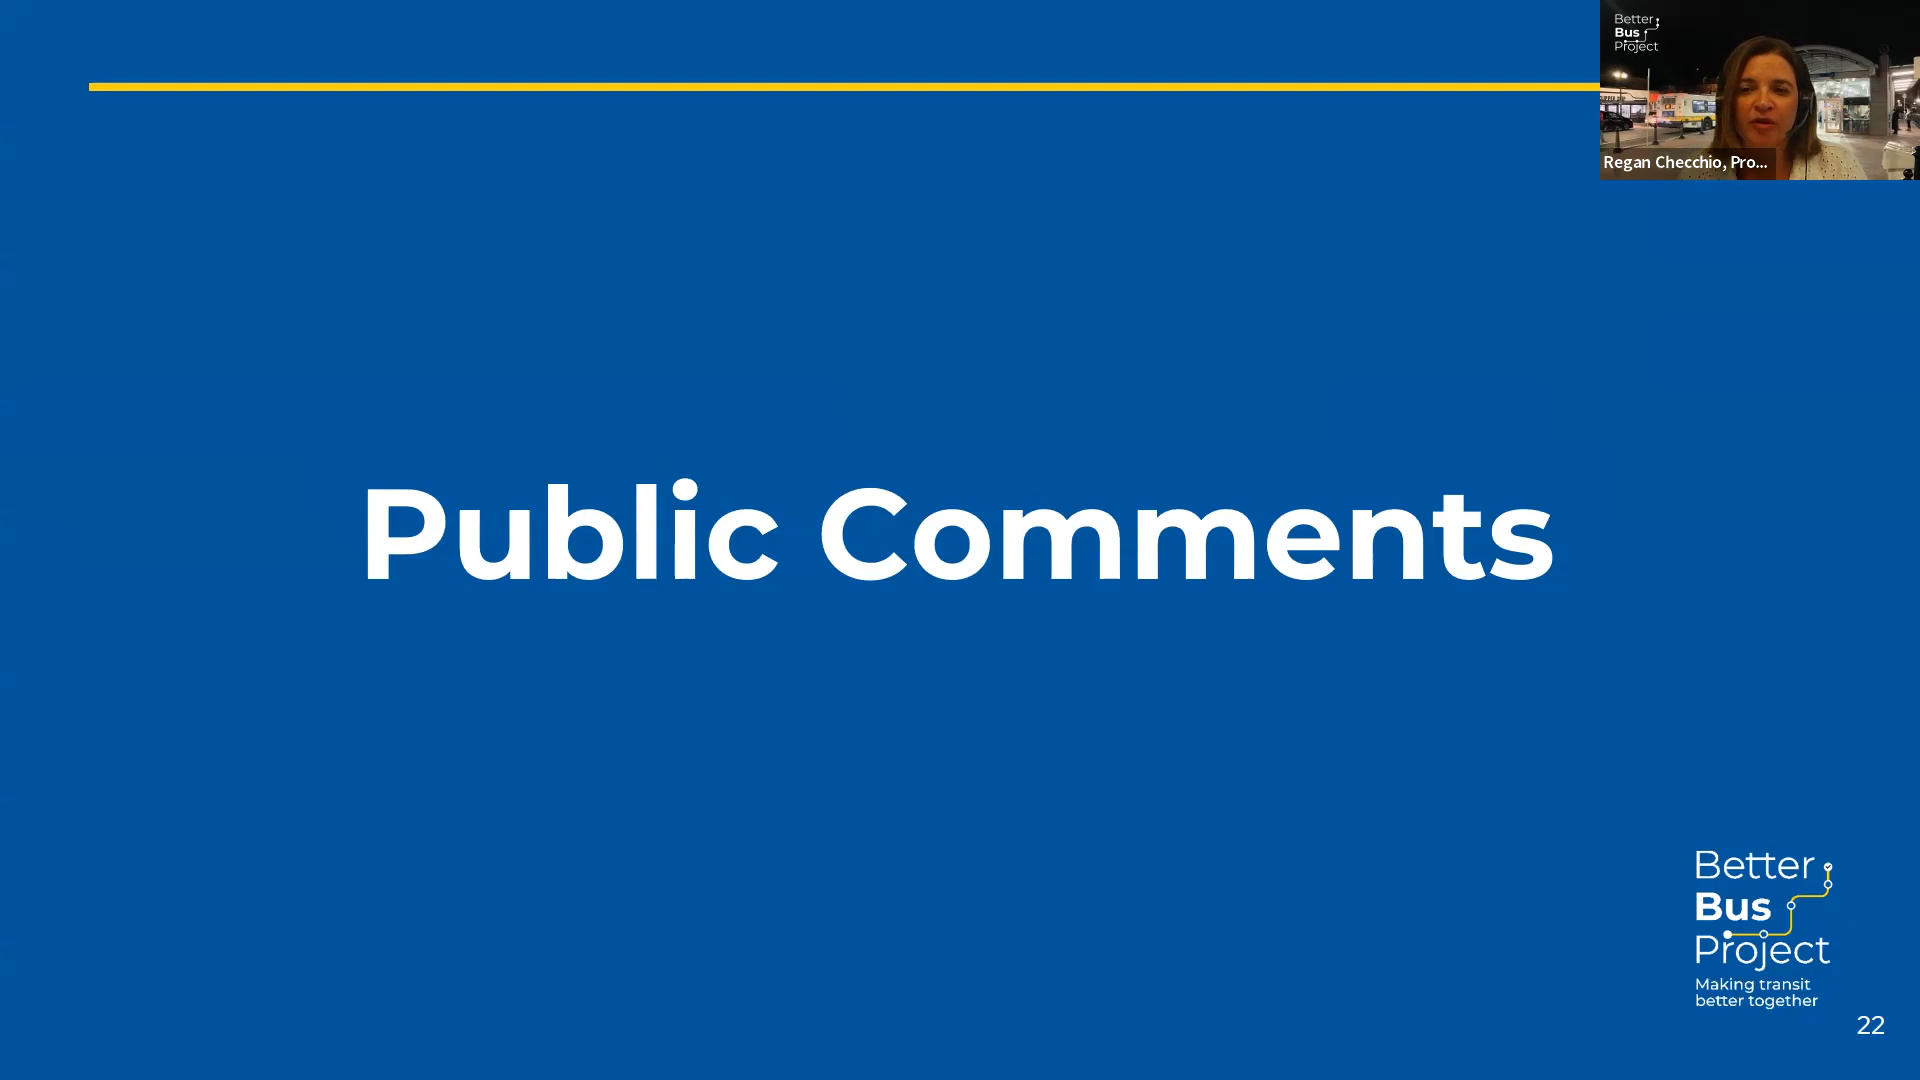 Better
Bus
Project
Regan Checchio, Pro...
Public Comments
Better
Bus
Project
Making transit
better together
22